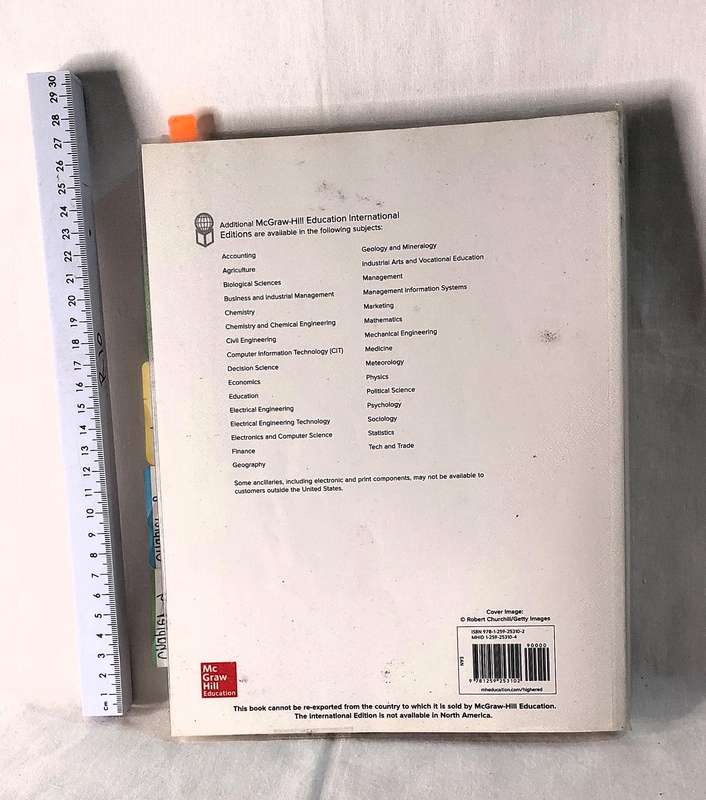 Additional McGraw-Hill Education International
Editions are available in the following subjects:
Accounting
Agriculture
Biological Sciences
Business and Industrial Management
Chemistry
Chemistry and Chemical Engineering
Civil Engineering
Computer Information Technology (CIT)
Decision Science
Economics
Education
Electrical Engineering
Electrical Engineering Technology
Electronics and Computer Science
Finance
Geography
Geology and Mineralogy
Industrial Arts and Vocational Education
Management
Management Information Systems
Marketing
Mathematics
Mechanical Engineering
Medicine
Meteorology
Physics
Political Science
Psychology
Sociology
Statistics
Tech and Trade
Some ancillaries, including electronic and print components, may not be available to
customers outside the United States.
Cover Image:
© Robert Churchill/Getty Images
ISBN 978-1-259-25310-2
MHID 1-259-25310-4
90000
EAN
9 781259 253102
mheducation.com/highered
Mc
Graw
Hill
Education
This book cannot be re-exported from the country to which it is sold by McGraw-Hill Education.
The International Edition is not available in North America.
30
29
28
27
26
25
24
23
22
21
20
19
18
17
16
15
14
13
12
11
10
9
8
7
6
5
4
3
2
1
Cm